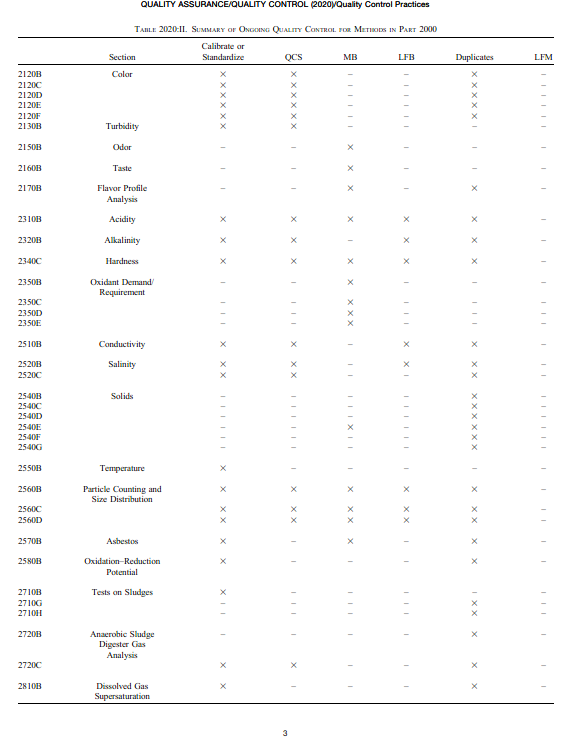 QUALITY ASSURANCE/QUALITY CONTROL (2020)/Quality Control Practices
TABLE 2020:II. SUMMARY OF ONGOING QUALITY CONTROL FOR METHODS IN PART 2000
Calibrate or
Section Standardize QCS MB LFB Duplicates LFM
2120B Color × × – – × –
2120C × × – – × –
2120D × × – – × –
2120E × × – – × –
2120F × × – – × –
2130B Turbidity × × – – – –
2150B Odor – – × – – –
2160B Taste – – × – – –
2170B Flavor Profile – – × – × –
Analysis
2310B Acidity × × × × × –
2320B Alkalinity × × – × × –
2340C Hardness × × × × × –
2350B Oxidant Demand/ – – × – – –
Requirement
2350C – – × – – –
2350D – – × – – –
2350E – – × – – –
2510B Conductivity × × – × × –
2520B Salinity × × – × × –
2520C × × – – × –
2540B Solids – – – – × –
2540C – – – – × –
2540D – – – – × –
2540E – – × – × –
2540F – – – – × –
2540G – – – – × –
2550B Temperature × – – – – –
2560B Particle Counting and × × × × × –
Size Distribution
2560C × × × × × –
2560D × × × × × –
2570B Asbestos × – × – × –
2580B Oxidation–Reduction × – – – × –
Potential
2710B Tests on Sludges × – – – – –
2710G – – – – × –
2710H – – – – × –
2720B Anaerobic Sludge – – – – × –
Digester Gas
Analysis
2720C × × – – × –
2810B Dissolved Gas × – – – × –
Supersaturation
3